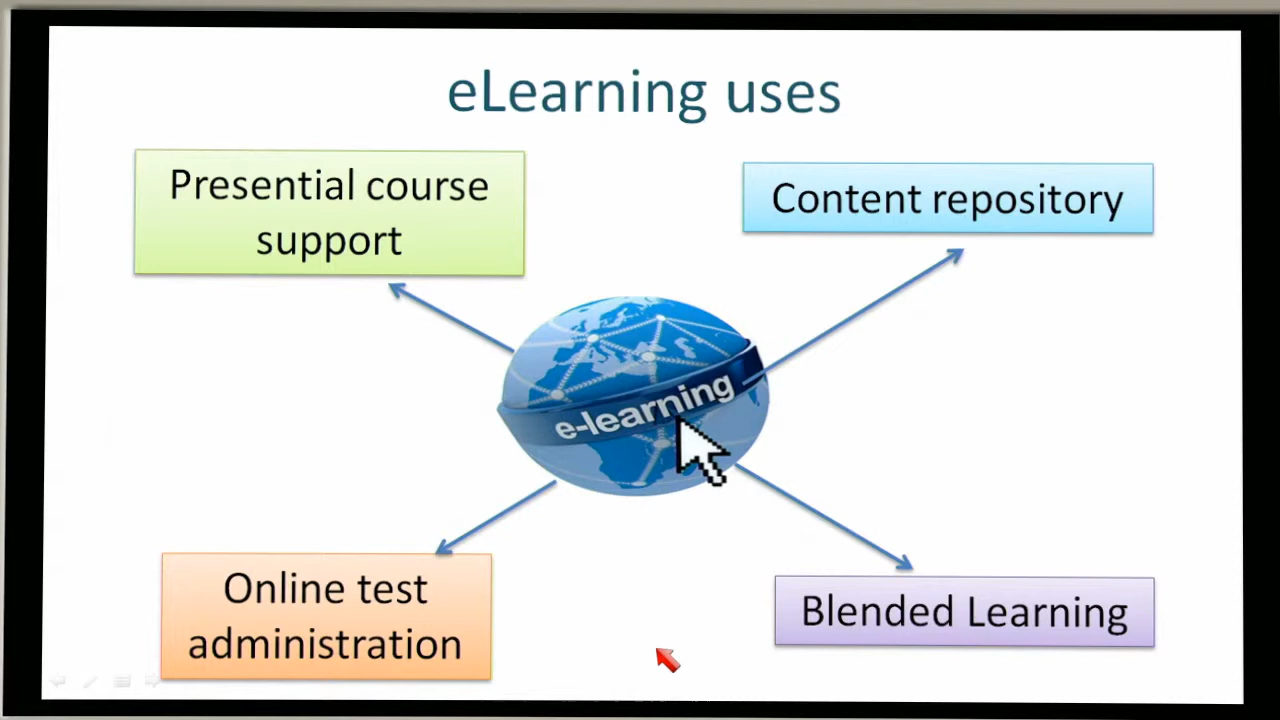 eLearning uses
Presential course
support
Content repository
e-learning
Online test
administration
Blended Learning